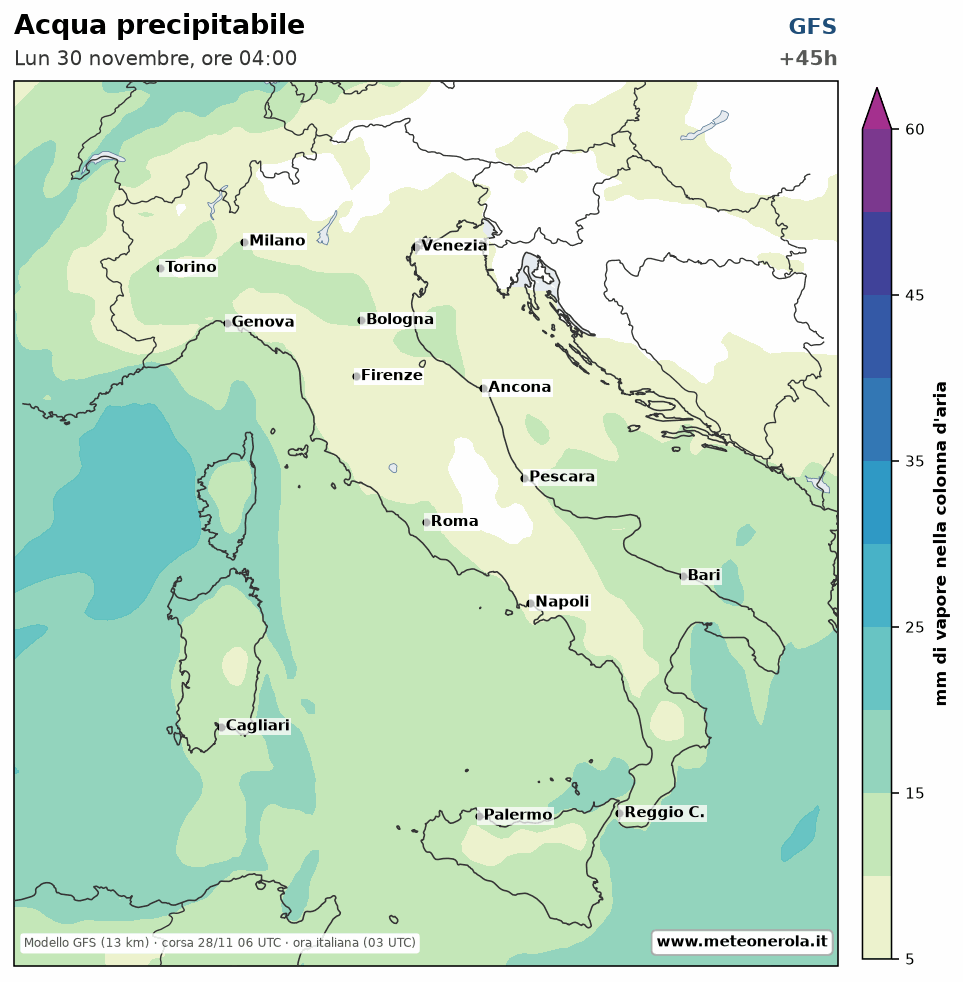 Acqua precipitabile
GFS
Lun 30 novembre, ore 04:00
+45h
60
Milano
Venezia
Torino
45
Genova
Bologna
Firenze
Ancona
35
Pescara
Roma
mm di vapore nella colonna d'aria
Bari
Napoli
25
Cagliari
15
Palermo
Reggio C.
Modello GFS (13 km) · corsa 28/11 06 UTC · ora italiana (03 UTC)
www.meteonerola.it
5